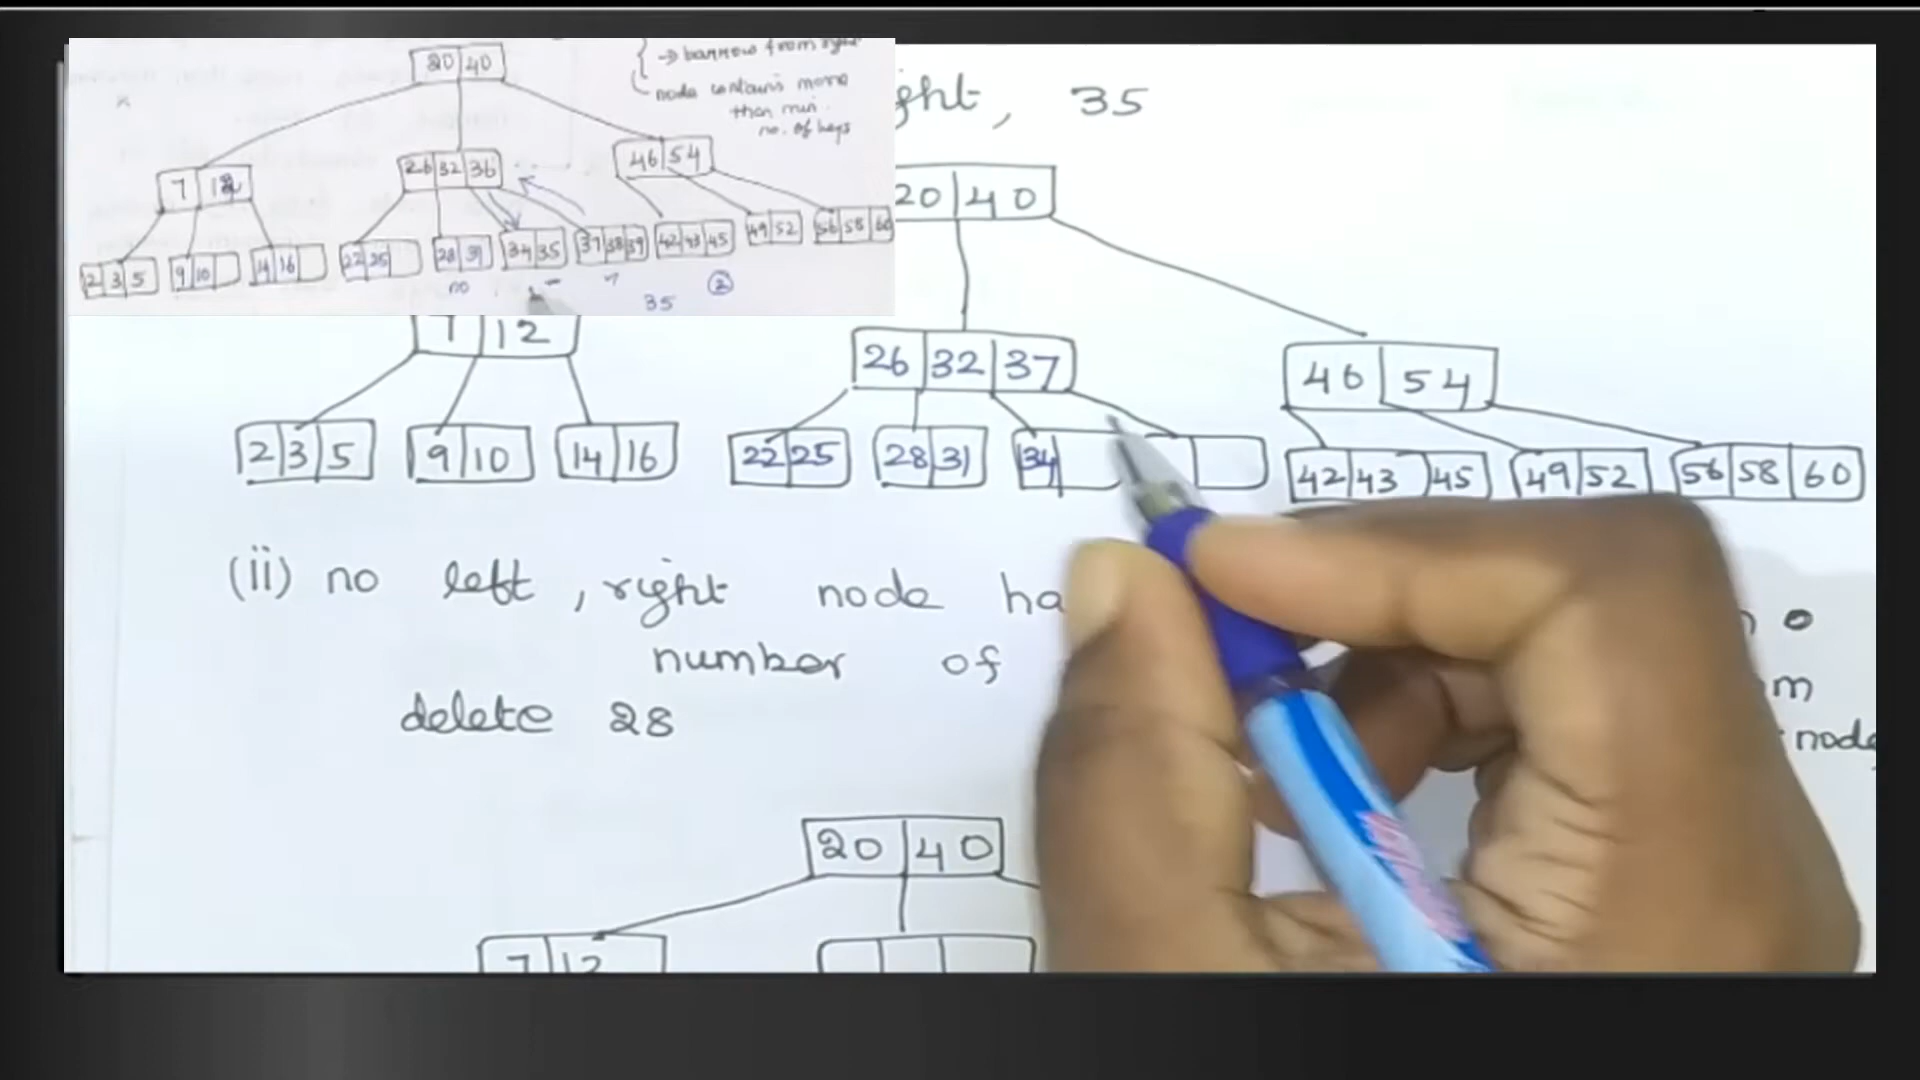 20 40
→ barrow from right
node contains more
than min.
no. of keys
7 12
26 32 36
46 54
2 3 5
9 10
14 16
22 25
28 31
34 35
37 38 39
42 43 45
49 52
56 58 60
no
35
2
ght, 35
20 40
7 12
26 32 37
46 54
2 3 5
9 10
14 16
22 25
28 31
34
42 43 45
49 52
56 58 60
(ii) no left, right node ha
number of
m
delete 28
node
20 40
7 12